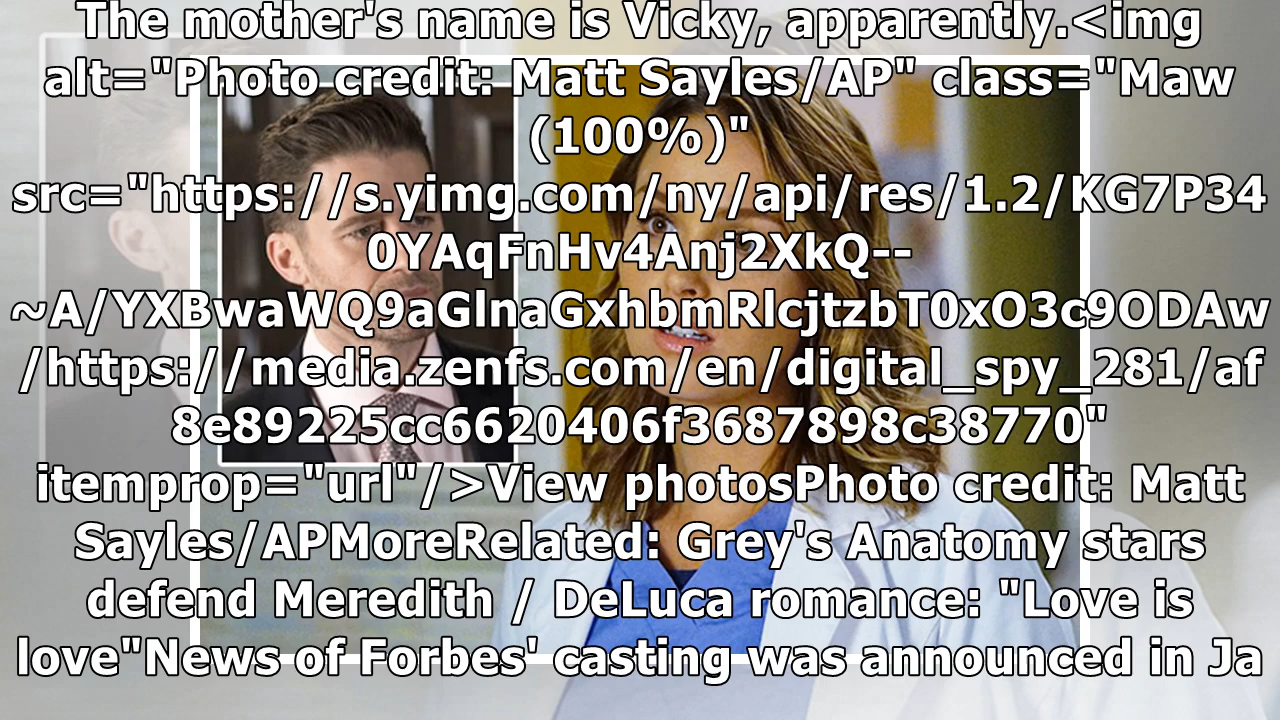 The mother's name is Vicky, apparently.<img
alt="Photo credit: Matt Sayles/AP" class="Maw
(100%)"
src="https://s.yimg.com/ny/api/res/1.2/KG7P34
0YAqFnHv4Anj2XkQ--
~A/YXBwaWQ9aGlnaGxhbmRlcjtzbT0xO3c9ODAw
/https://media.zenfs.com/en/digital_spy_281/af
8e89225cc6620406f3687898c38770"
itemprop="url"/>View photosPhoto credit: Matt
Sayles/APMoreRelated: Grey's Anatomy stars
defend Meredith / DeLuca romance: "Love is
love"News of Forbes' casting was announced in Ja